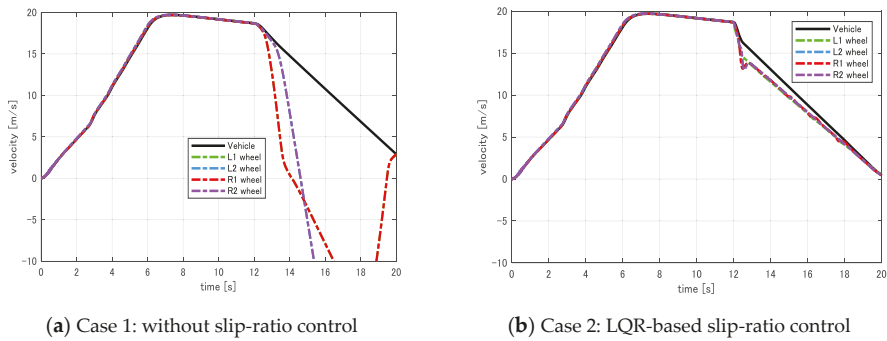 20
15
10
5
0
-5
-10
velocity [m/s]
Vehicle
L1 wheel
L2 wheel
R1 wheel
R2 wheel
0 2 4 6 8 10 12 14 16 18 20
time [s]
(a) Case 1: without slip-ratio control
20
15
10
5
0
-5
-10
velocity [m/s]
Vehicle
L1 wheel
L2 wheel
R1 wheel
R2 wheel
0 2 4 6 8 10 12 14 16 18 20
time [s]
(b) Case 2: LQR-based slip-ratio control